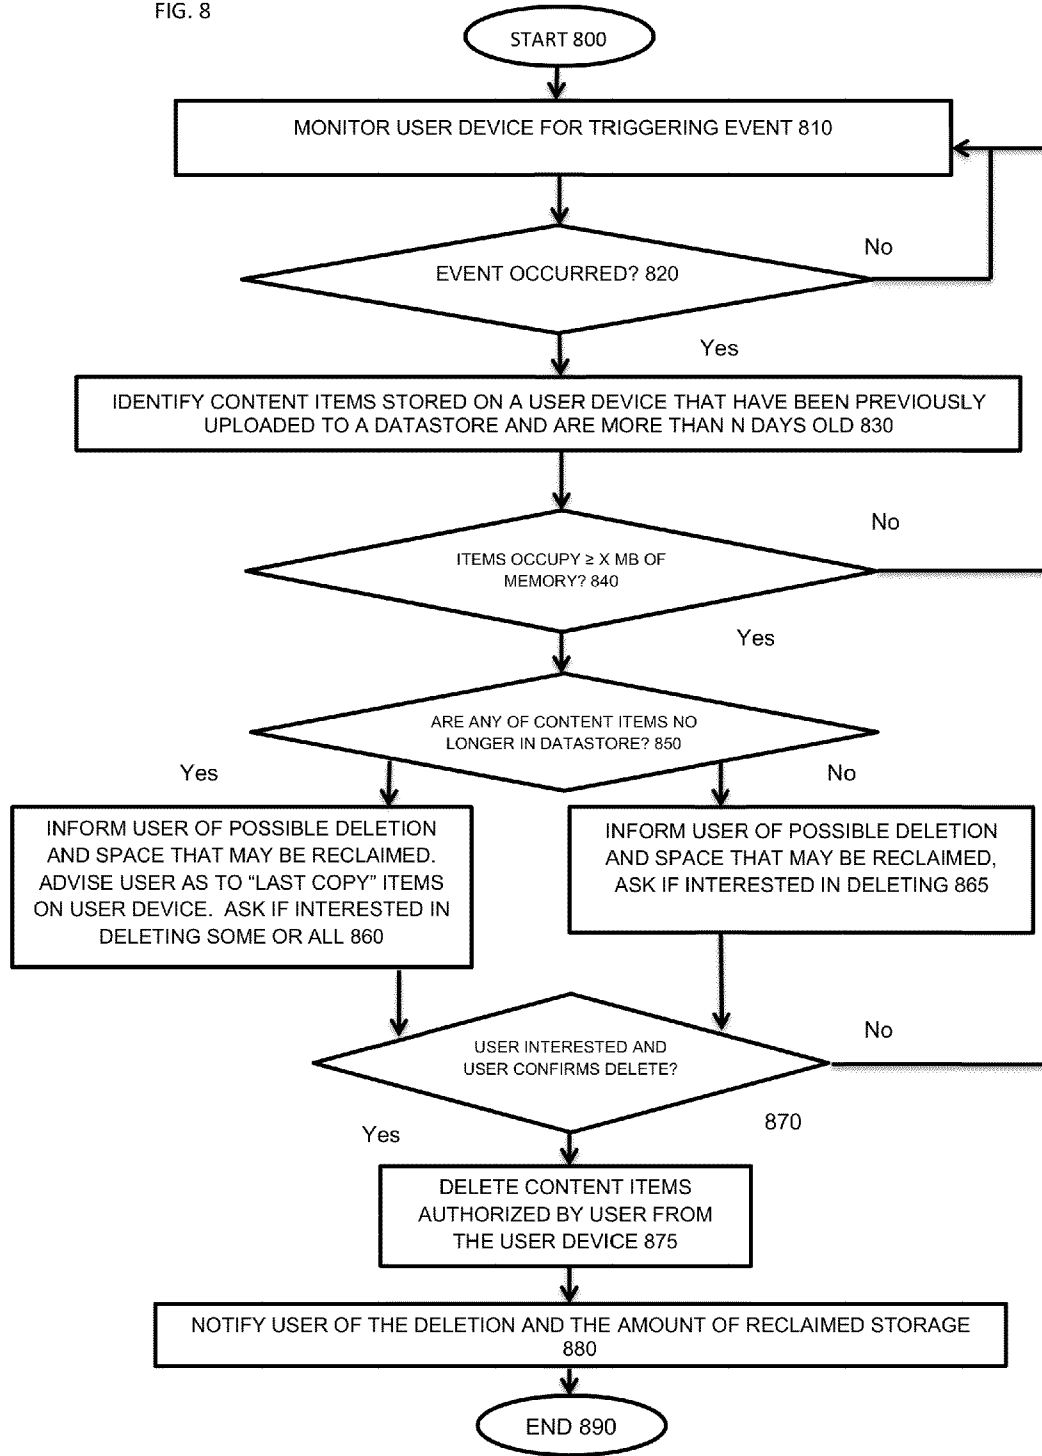 FIG. 8
START 800
MONITOR USER DEVICE FOR TRIGGERING EVENT 810
No
EVENT OCCURRED? 820
Yes
IDENTIFY CONTENT ITEMS STORED ON A USER DEVICE THAT HAVE BEEN PREVIOUSLY
UPLOADED TO A DATASTORE AND ARE MORE THAN N DAYS OLD 830
No
ITEMS OCCUPY ≥ X MB OF
MEMORY? 840
Yes
ARE ANY OF CONTENT ITEMS NO
LONGER IN DATASTORE? 850
Yes
No
INFORM USER OF POSSIBLE DELETION
AND SPACE THAT MAY BE RECLAIMED.
ADVISE USER AS TO “LAST COPY” ITEMS
ON USER DEVICE. ASK IF INTERESTED IN
DELETING SOME OR ALL 860
INFORM USER OF POSSIBLE DELETION
AND SPACE THAT MAY BE RECLAIMED,
ASK IF INTERESTED IN DELETING 865
No
USER INTERESTED AND
USER CONFIRMS DELETE?
870
Yes
DELETE CONTENT ITEMS
AUTHORIZED BY USER FROM
THE USER DEVICE 875
NOTIFY USER OF THE DELETION AND THE AMOUNT OF RECLAIMED STORAGE
880
END 890